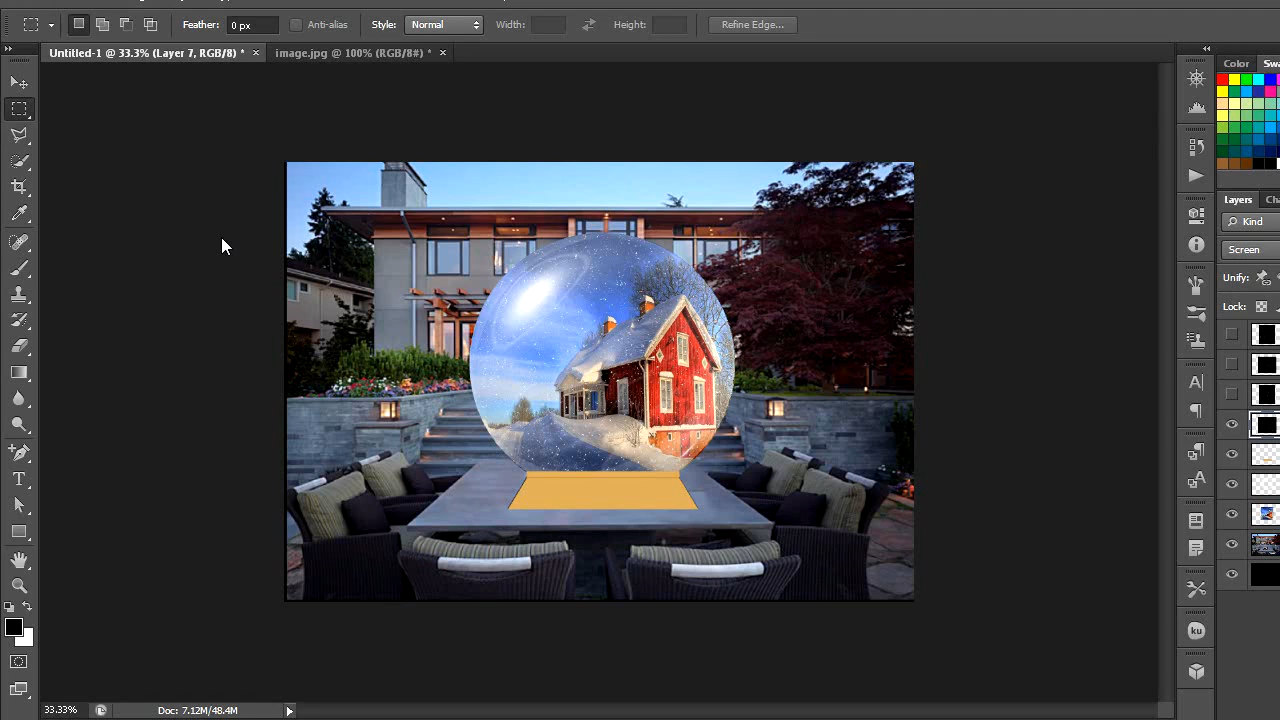 Feather: 0 px Anti-alias Style: Normal Width: Height: Refine Edge...
Untitled-1 @ 33.3% (Layer 7, RGB/8) * × image.jpg @ 100% (RGB/8#) * ×
Color
Layers
Kind
Screen
Unify:
Lock:
ku
33.33% Doc: 7.12M/48.4M